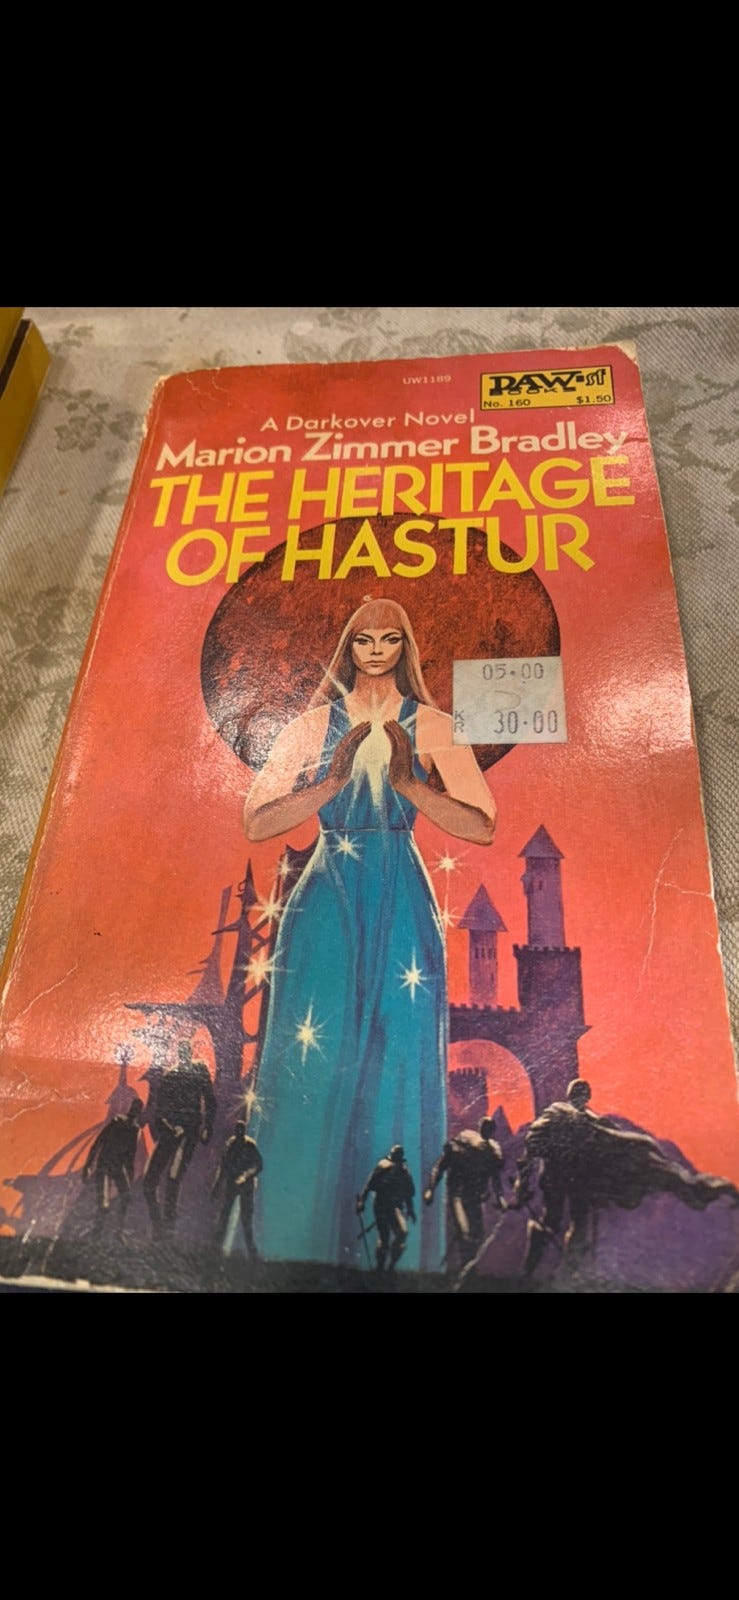 UW1189
DAW=sf
BOOKS
No. 160 $1.50
A Darkover Novel
Marion Zimmer Bradley
THE HERITAGE
OF HASTUR
05.00
KR 30.00